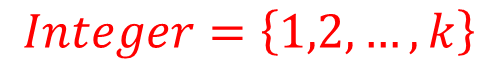 Integer = {1,2, … , k}